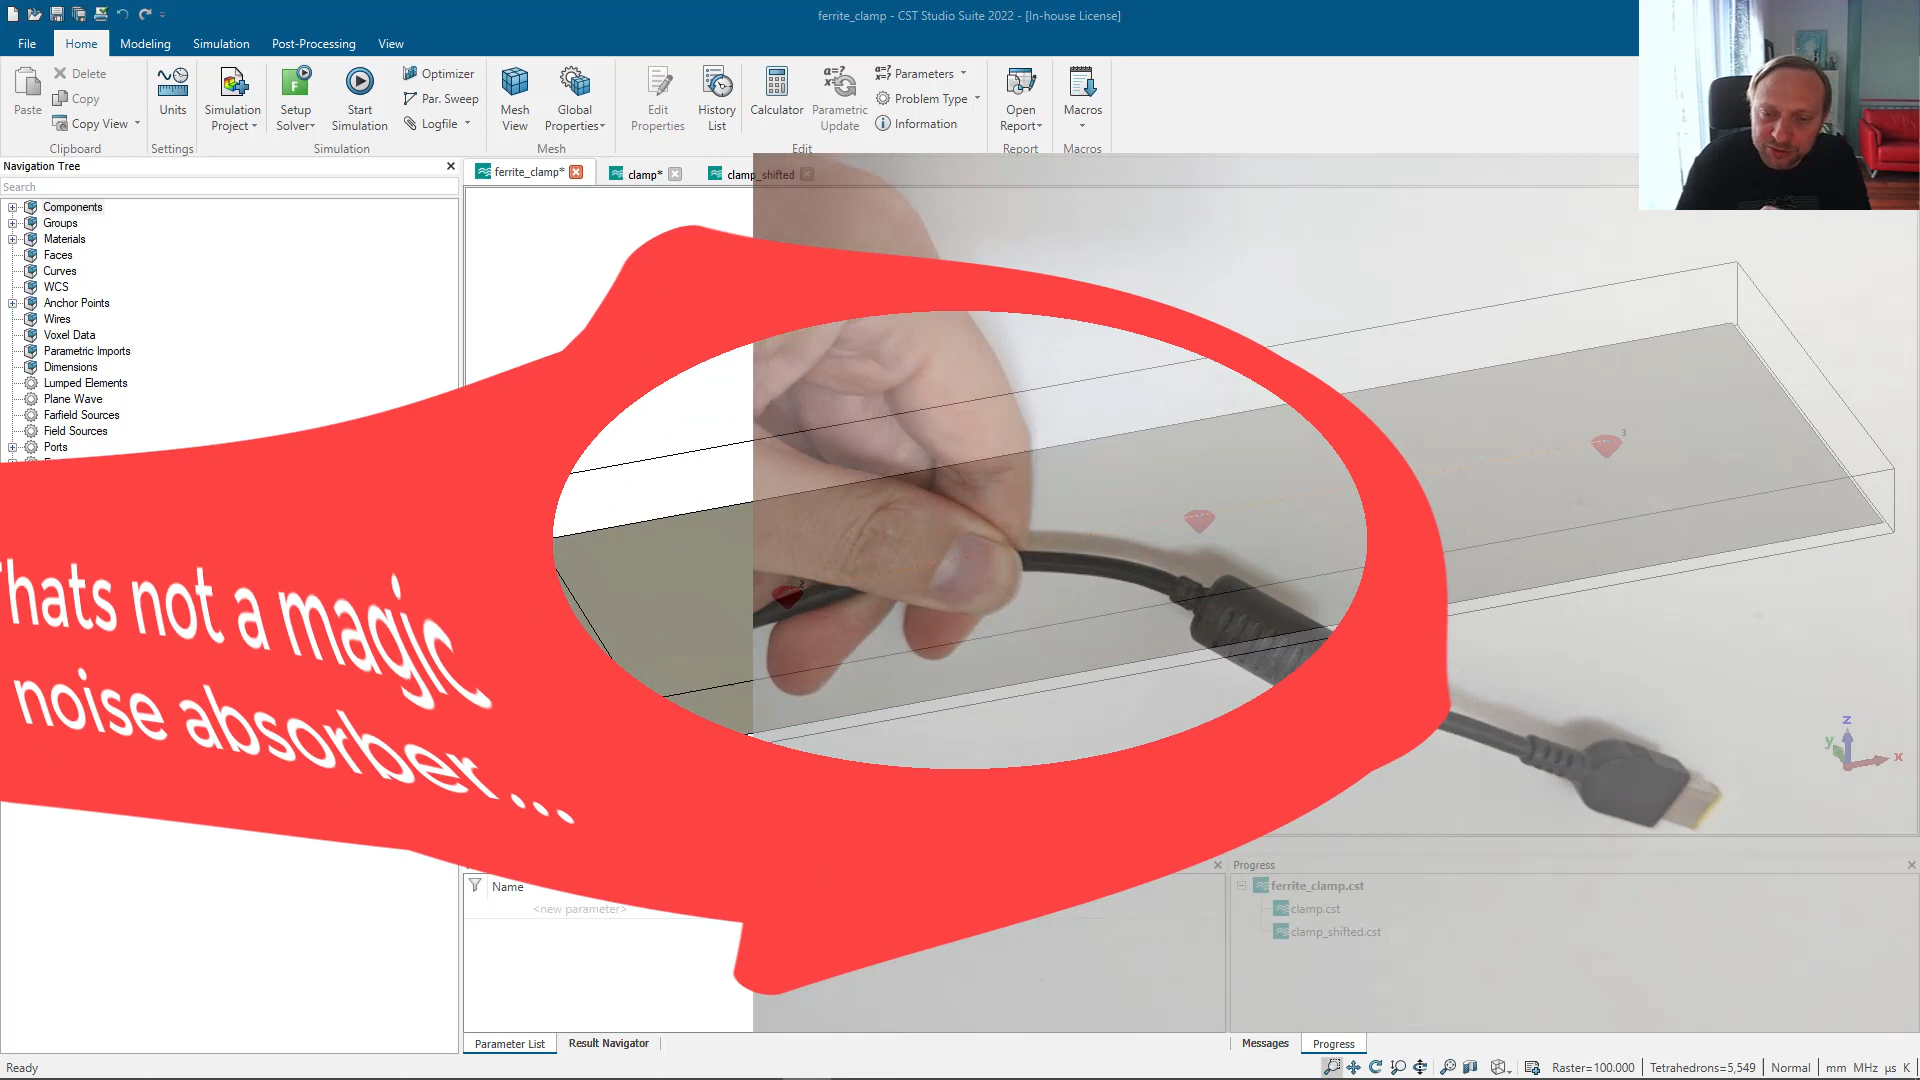 ferrite_clamp - CST Studio Suite 2022 - [In-house License]
File Home Modeling Simulation Post-Processing View
Paste
Delete
Copy
Copy View
Clipboard
Units
Settings
Simulation Project
Setup Solver
Start Simulation
Optimizer
Par. Sweep
Logfile
Simulation
Mesh View
Global Properties
Mesh
Edit Properties
History List
Calculator
Parametric Update
Parameters
Problem Type
Information
Edit
Open Report
Report
Macros
Macros
Navigation Tree
Search
Components
Groups
Materials
Faces
Curves
WCS
Anchor Points
Wires
Voxel Data
Parametric Imports
Dimensions
Lumped Elements
Plane Wave
Farfield Sources
Field Sources
Ports
ferrite_clamp*
clamp*
clamp_shifted
2
3
z
y
x
Thats not a magic
noise absorber...
Name
<new parameter>
Parameter List Result Navigator
Progress
ferrite_clamp.cst
clamp.cst
clamp_shifted.cst
Messages Progress
Ready
Raster=100.000 Tetrahedrons=5,549 Normal mm MHz µs K